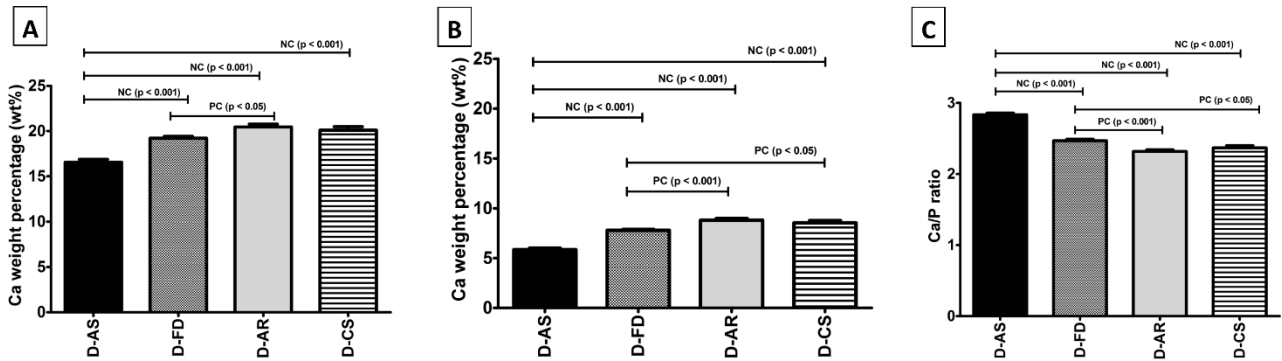 A
NC (p < 0.001)
NC (p < 0.001)
NC (p < 0.001)
PC (p < 0.05)
Ca weight percentage (wt%)
25
20
15
10
5
0
D-AS
D-FD
D-AR
D-CS
B
NC (p < 0.001)
NC (p < 0.001)
NC (p < 0.001)
PC (p < 0.05)
PC (p < 0.001)
Ca weight percentage (wt%)
25
20
15
10
5
0
D-AS
D-FD
D-AR
D-CS
C
NC (p < 0.001)
NC (p < 0.001)
NC (p < 0.001)
PC (p < 0.05)
PC (p < 0.001)
Ca/P ratio
3
2
1
0
D-AS
D-FD
D-AR
D-CS